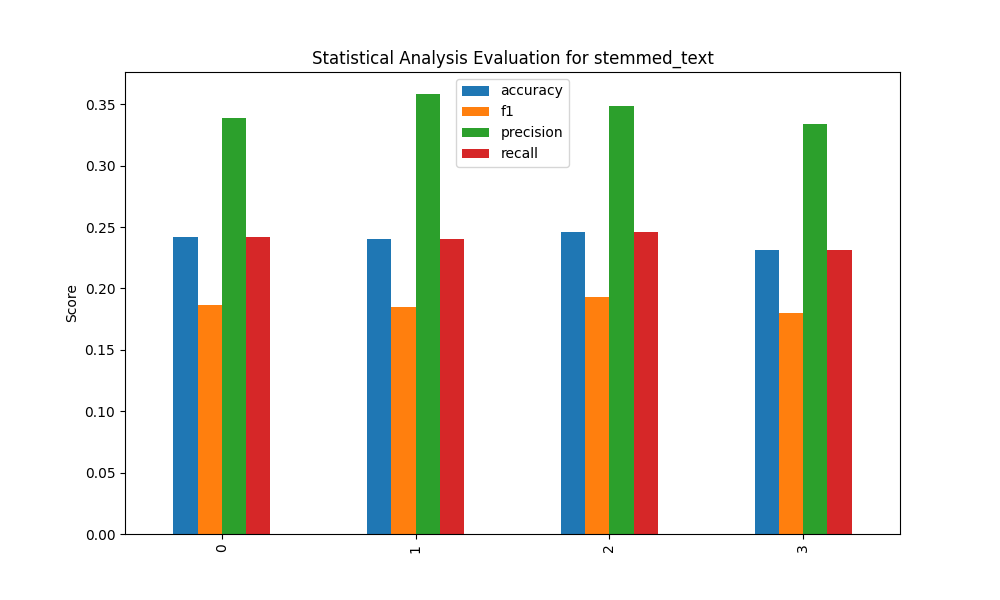 Statistical Analysis Evaluation for stemmed_text
accuracy
f1
precision
recall
0.35
0.30
0.25
0.20
0.15
0.10
0.05
0.00
Score
0
1
2
3